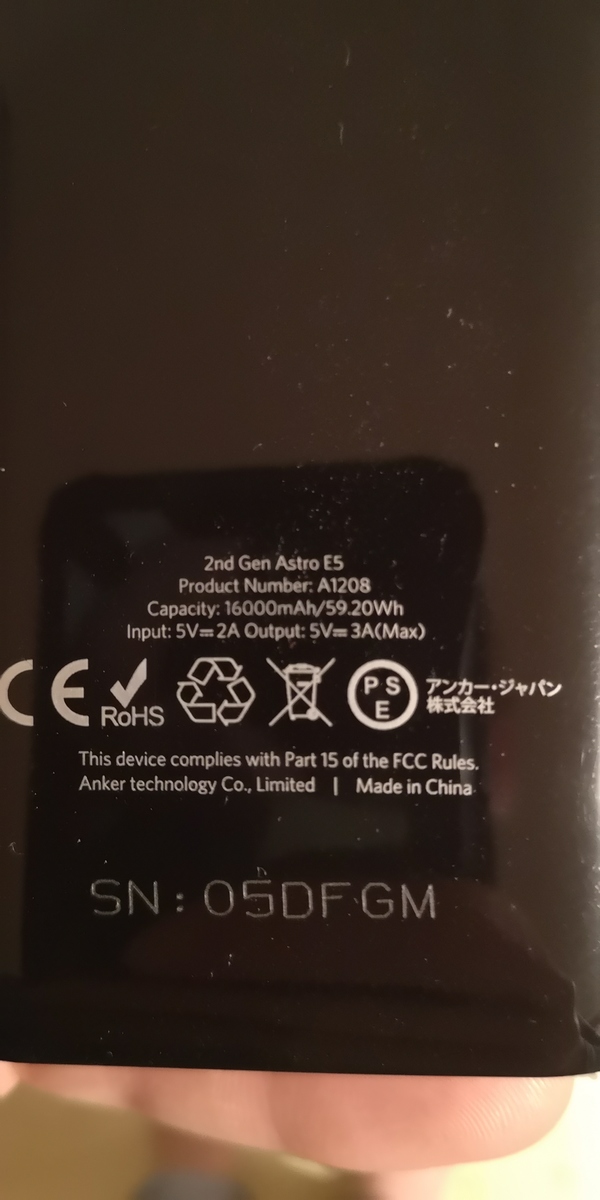 2nd Gen Astro E5
Product Number: A1208
Capacity: 16000mAh/59.20Wh
Input: 5V⎓2A Output: 5V⎓3A(Max)
CE
RoHS
PS
E
アンカー・ジャパン
株式会社
This device complies with Part 15 of the FCC Rules.
Anker technology Co., Limited | Made in China
SN: 05DFGM